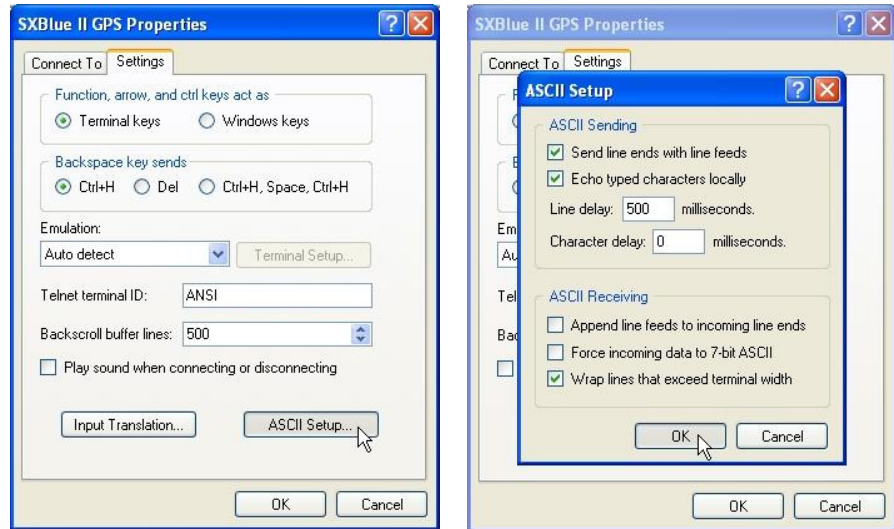 SXBlue II GPS Properties
Connect To
Settings
Function, arrow, and ctrl keys act as
Terminal keys
Windows keys
Backspace key sends
Ctrl+H
Del
Ctrl+H, Space, Ctrl+H
Emulation:
Auto detect
Terminal Setup...
Telnet terminal ID:
ANSI
Backscroll buffer lines:
500
Play sound when connecting or disconnecting
Input Translation...
ASCII Setup...
OK
Cancel
SXBlue II GPS Properties
Connect To
Settings
F
B
Em
Au
Tel
Bac
ASCII Setup
ASCII Sending
Send line ends with line feeds
Echo typed characters locally
Line delay: 500 milliseconds.
Character delay: 0 milliseconds.
ASCII Receiving
Append line feeds to incoming line ends
Force incoming data to 7-bit ASCII
Wrap lines that exceed terminal width
OK
Cancel
OK
Cancel